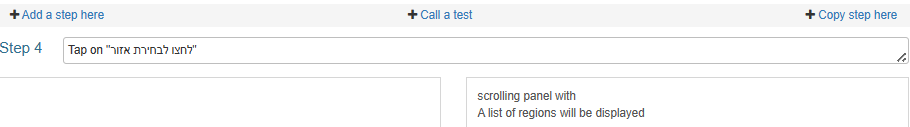 Add a step here
Call a test
Copy step here
Step 4
Tap on "לחצו לבחירת אזור"
scrolling panel with
A list of regions will be displayed